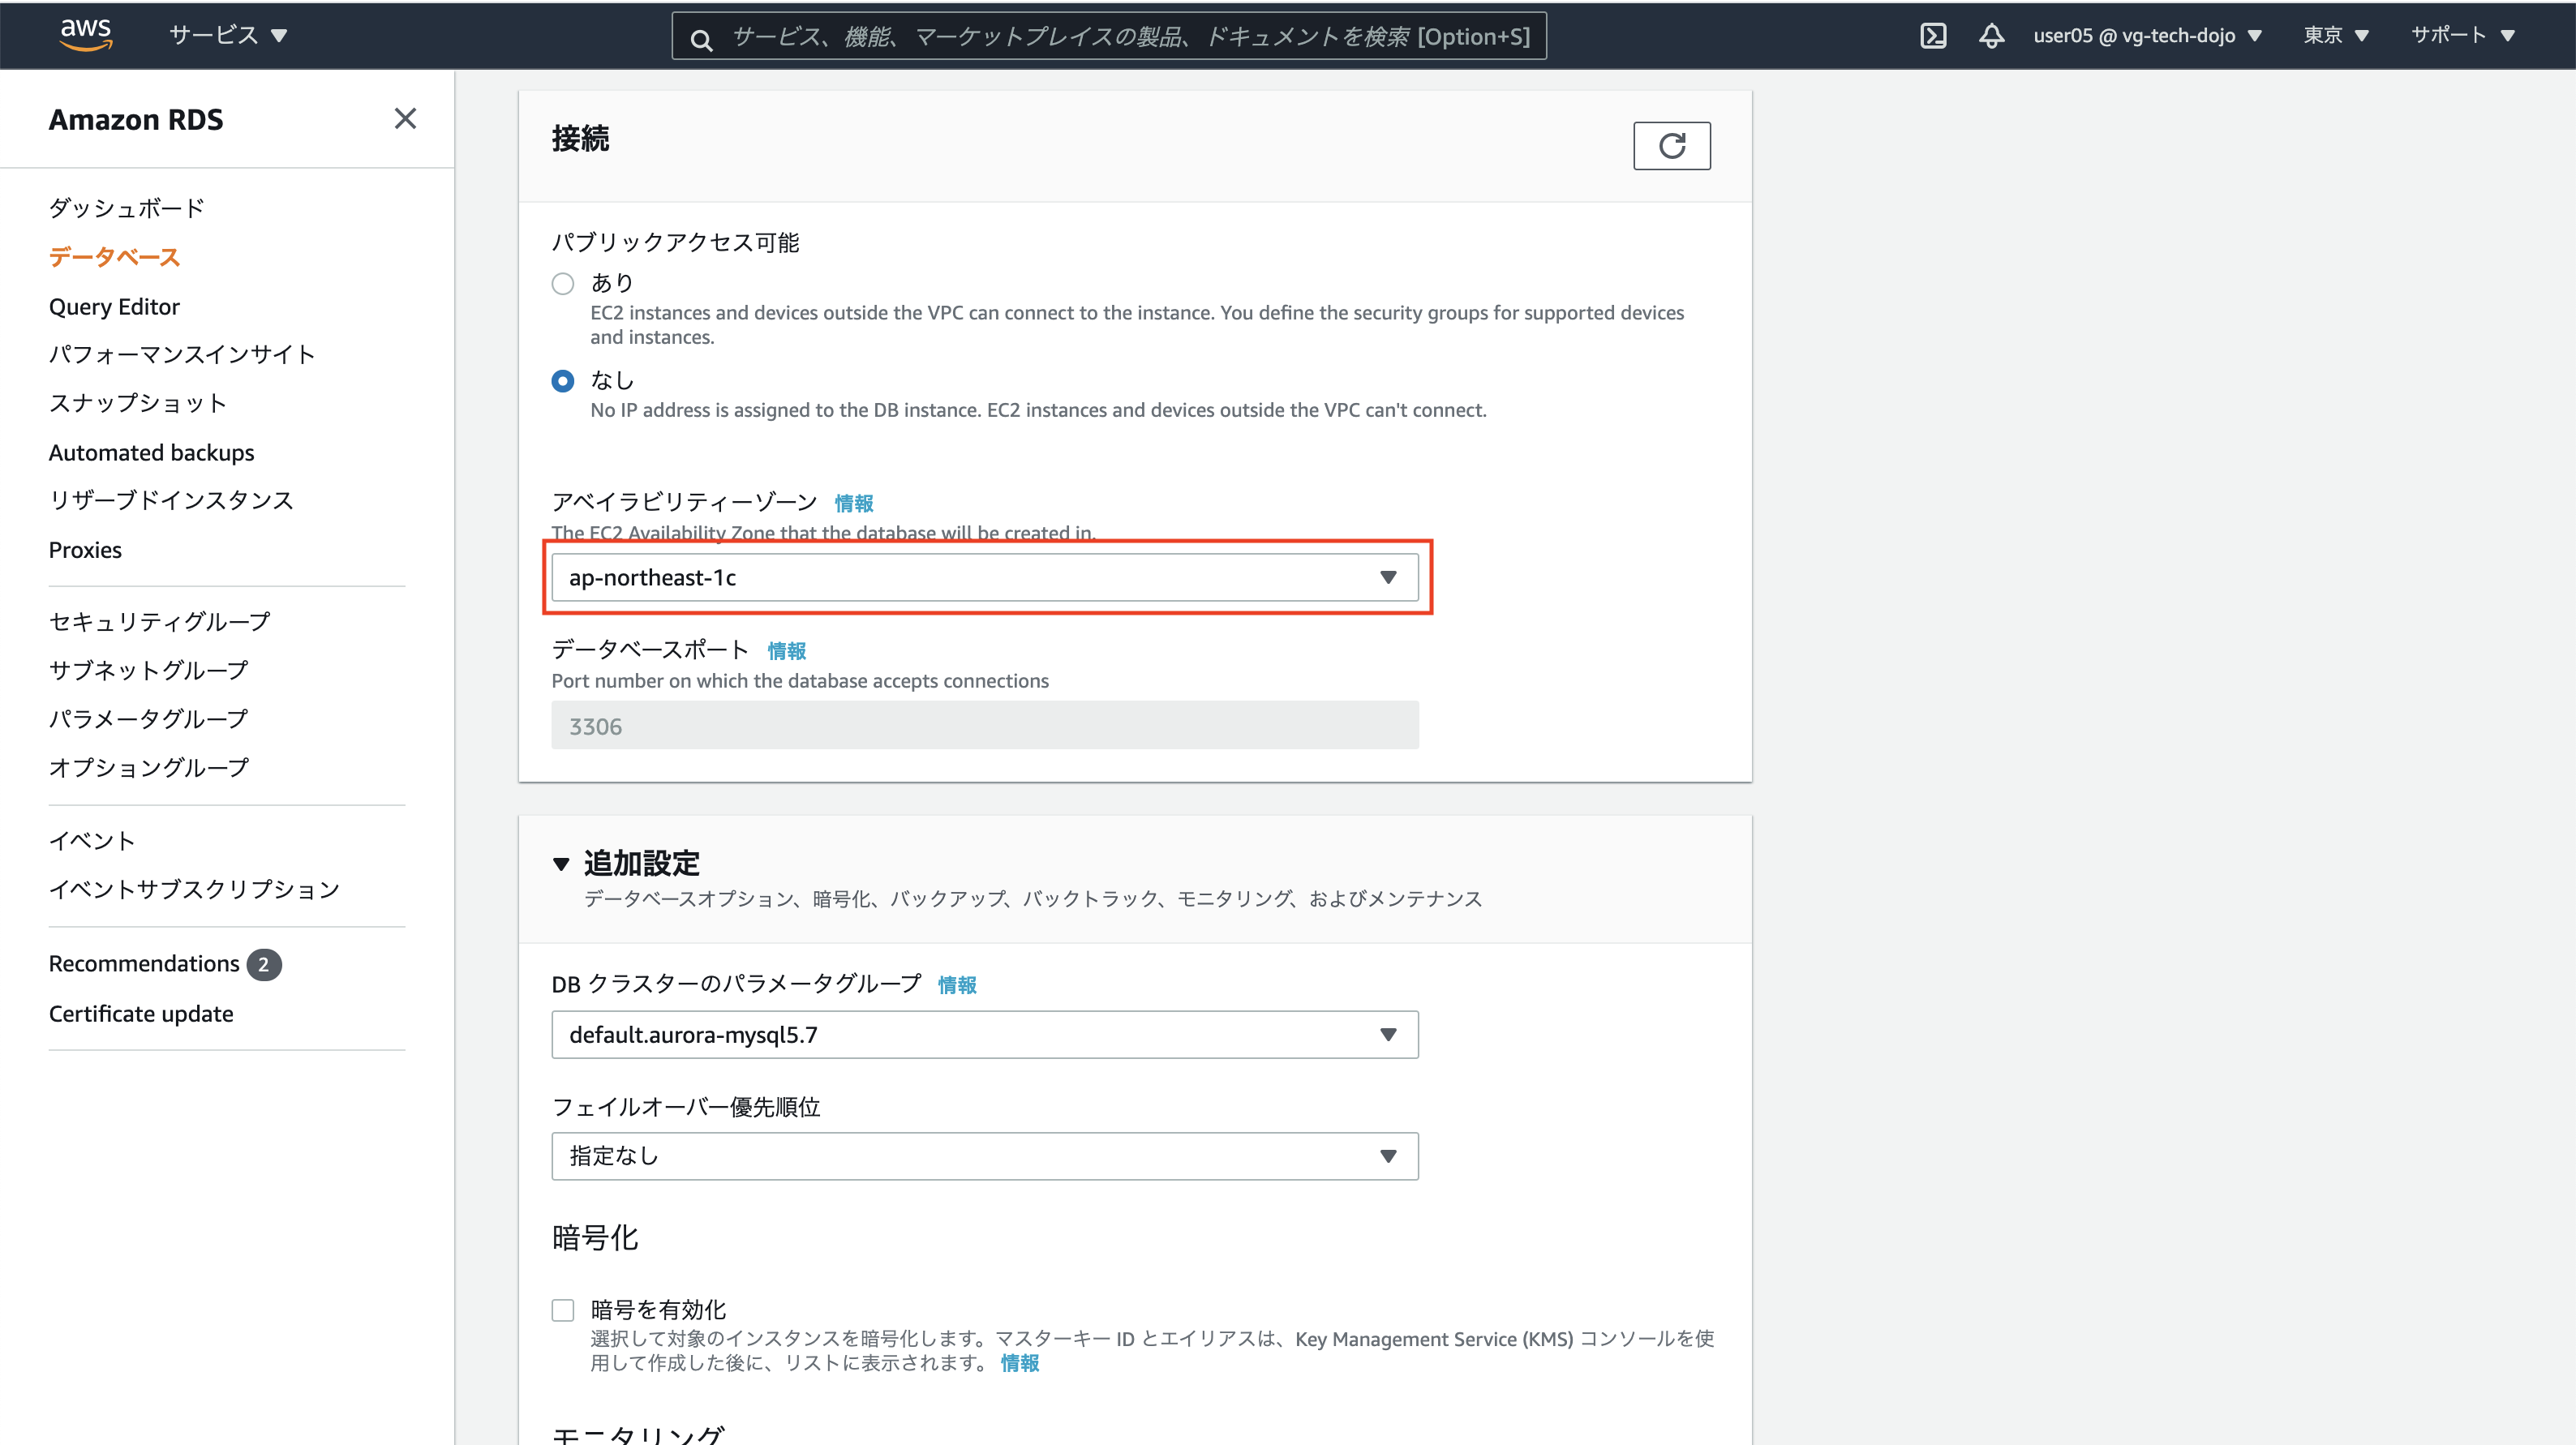 aws
サービス
サービス、機能、マーケットプレイスの製品、ドキュメントを検索 [Option+S]
user05 @ vg-tech-dojo
東京
サポート
Amazon RDS
ダッシュボード
データベース
Query Editor
パフォーマンスインサイト
スナップショット
Automated backups
リザーブドインスタンス
Proxies
セキュリティグループ
サブネットグループ
パラメータグループ
オプショングループ
イベント
イベントサブスクリプション
Recommendations 2
Certificate update
接続
パブリックアクセス可能
あり
EC2 instances and devices outside the VPC can connect to the instance. You define the security groups for supported devices
and instances.
なし
No IP address is assigned to the DB instance. EC2 instances and devices outside the VPC can't connect.
アベイラビリティーゾーン 情報
The EC2 Availability Zone that the database will be created in.
ap-northeast-1c
データベースポート 情報
Port number on which the database accepts connections
3306
追加設定
データベースオプション、暗号化、バックアップ、バックトラック、モニタリング、およびメンテナンス
DB クラスターのパラメータグループ 情報
default.aurora-mysql5.7
フェイルオーバー優先順位
指定なし
暗号化
暗号を有効化
選択して対象のインスタンスを暗号化します。マスターキー ID とエイリアスは、Key Management Service (KMS) コンソールを使
用して作成した後に、リストに表示されます。 情報
モニタリング